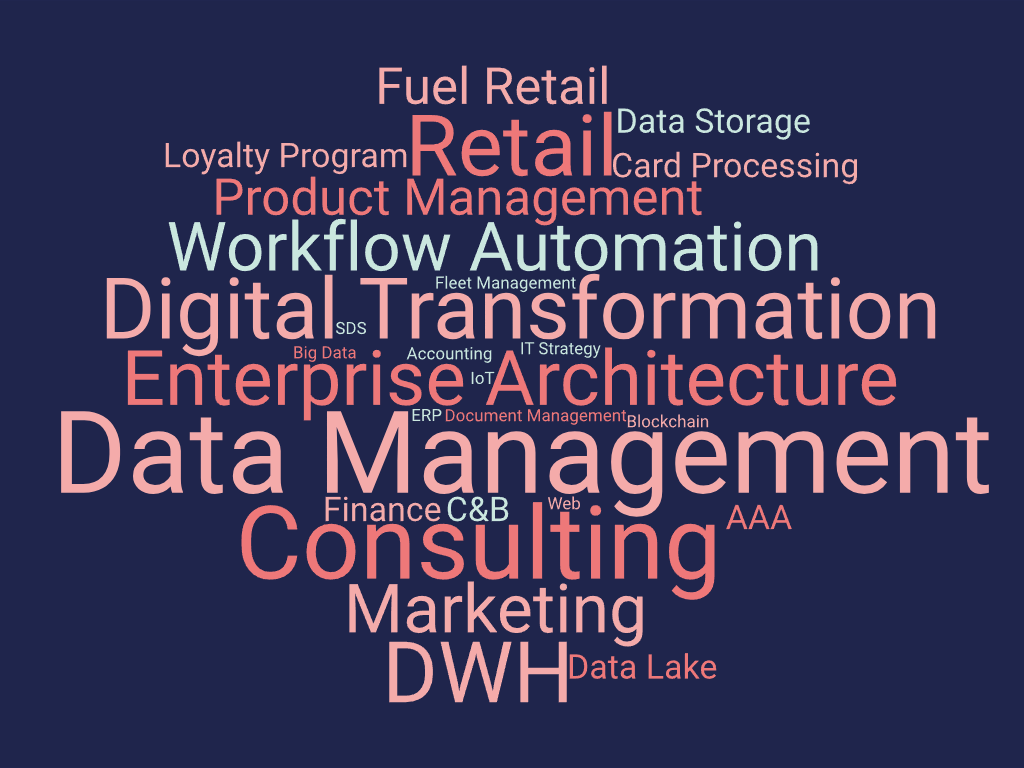 Fuel Retail
Retail
Data Storage
Loyalty Program
Card Processing
Product Management
Workflow Automation
Fleet Management
Digital Transformation
SDS
Big Data
Accounting
IT Strategy
IoT
Enterprise Architecture
ERP
Document Management
Blockchain
Data Management
Finance
C&B
Web
AAA
Consulting
Marketing
DWH
Data Lake